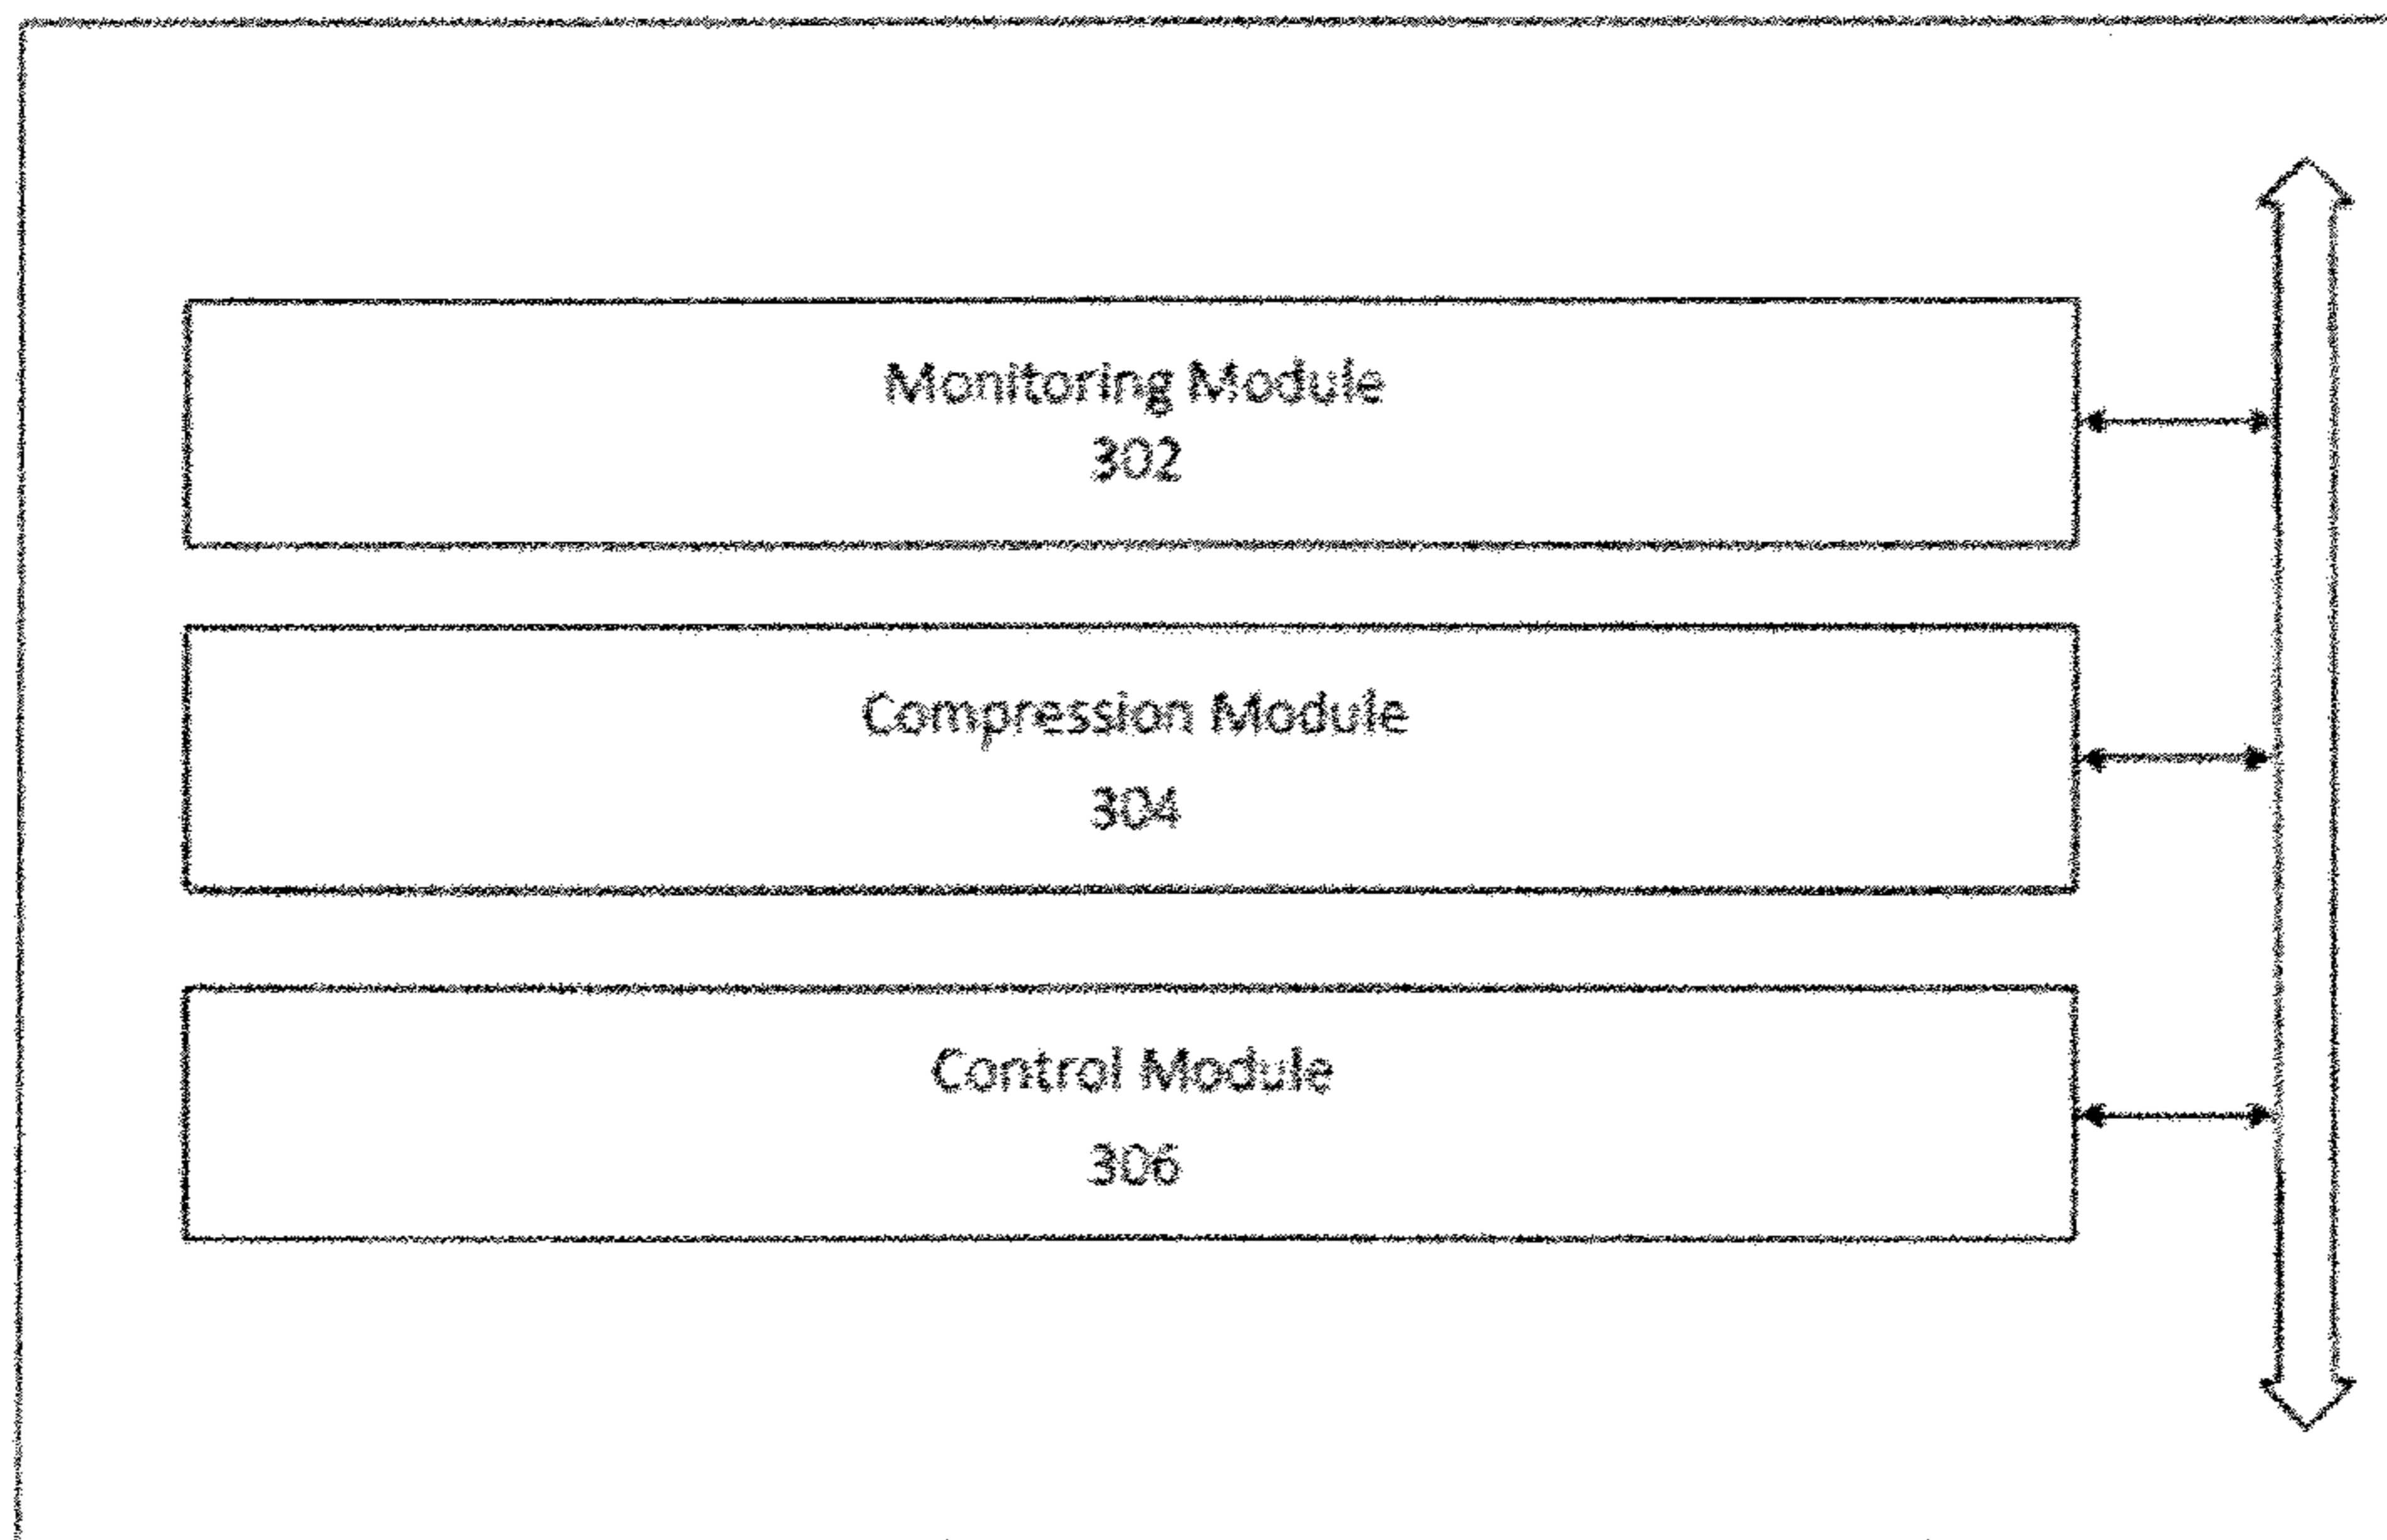 Monitoring Module
302
Compression Module
304
Control Module
306